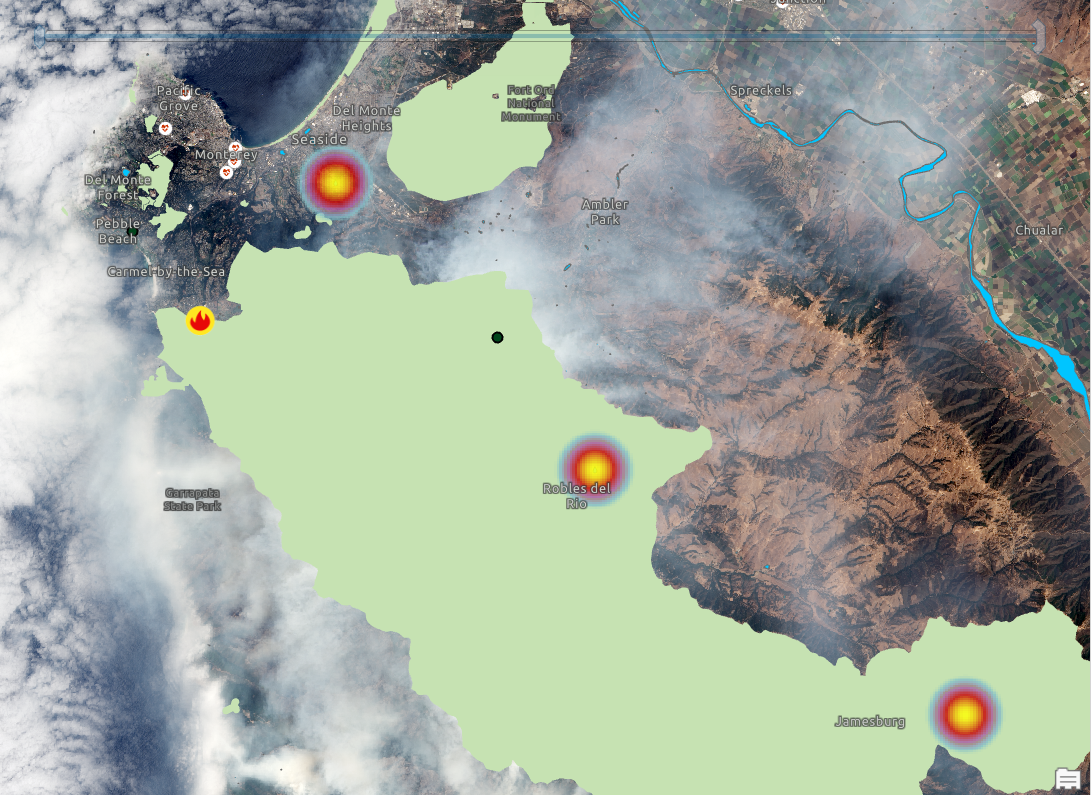 Junction
Pacific
Grove
Fort Ord
National
Monument
Spreckels
Del Monte
Heights
Seaside
Monterey
Del Monte
Forest
Ambler
Park
Pebble
Beach
Chualar
Carmel-by-the-Sea
Robles del
Rio
Garrapata
State Park
Jamesburg